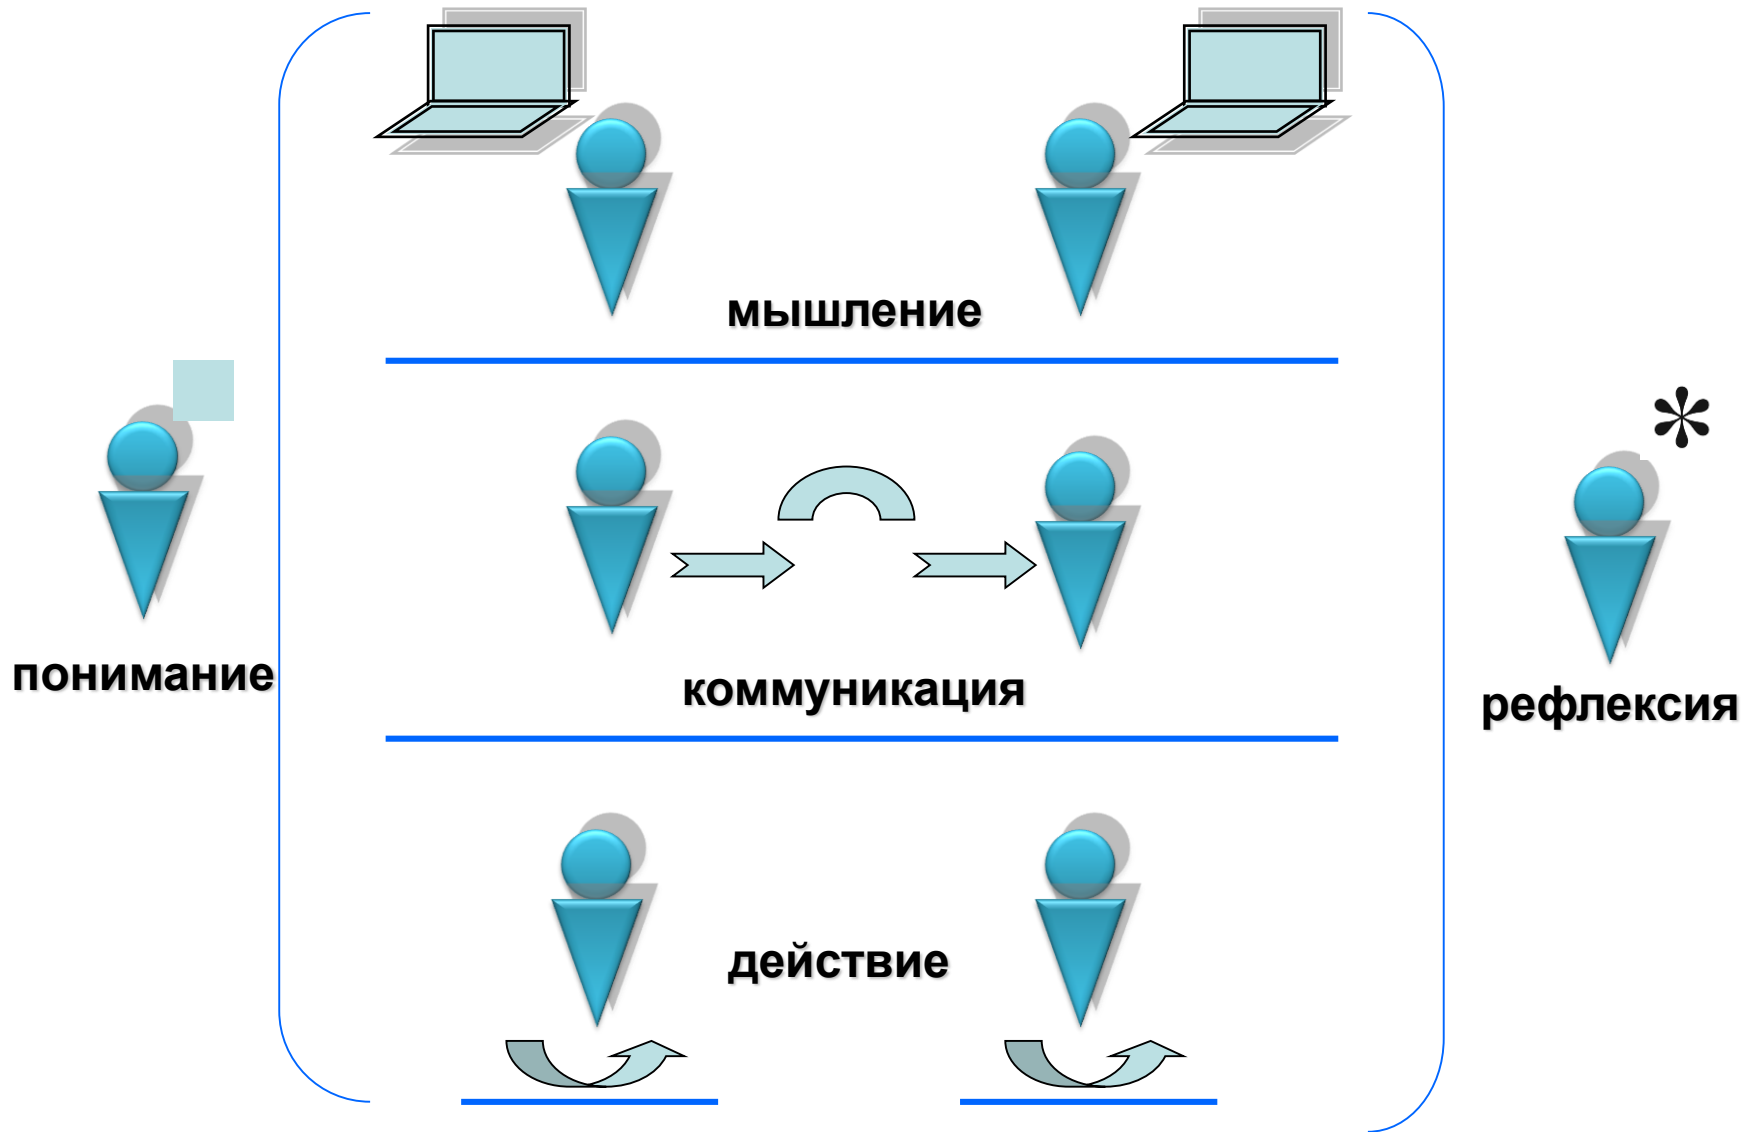 мышление
понимание
коммуникация
*
рефлексия
действие